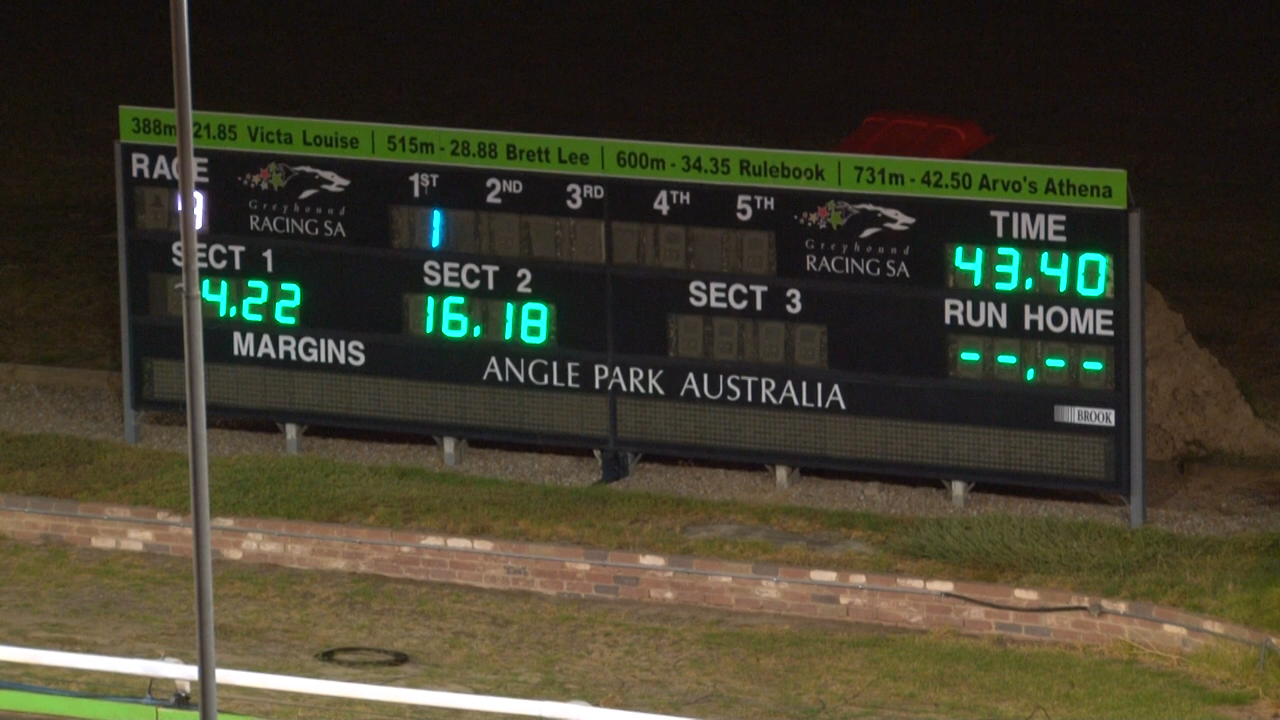 388m - 21.85 Victa Louise | 515m - 28.88 Brett Lee | 600m - 34.35 Rulebook | 731m - 42.50 Arvo's Athena
RACE
Greyhound
RACING SA
1ST 2ND 3RD 4TH 5TH
1
Greyhound
RACING SA
TIME
43.40
SECT 1
4.22
SECT 2
16.18
SECT 3
RUN HOME
--.--
MARGINS
ANGLE PARK AUSTRALIA
BROOK